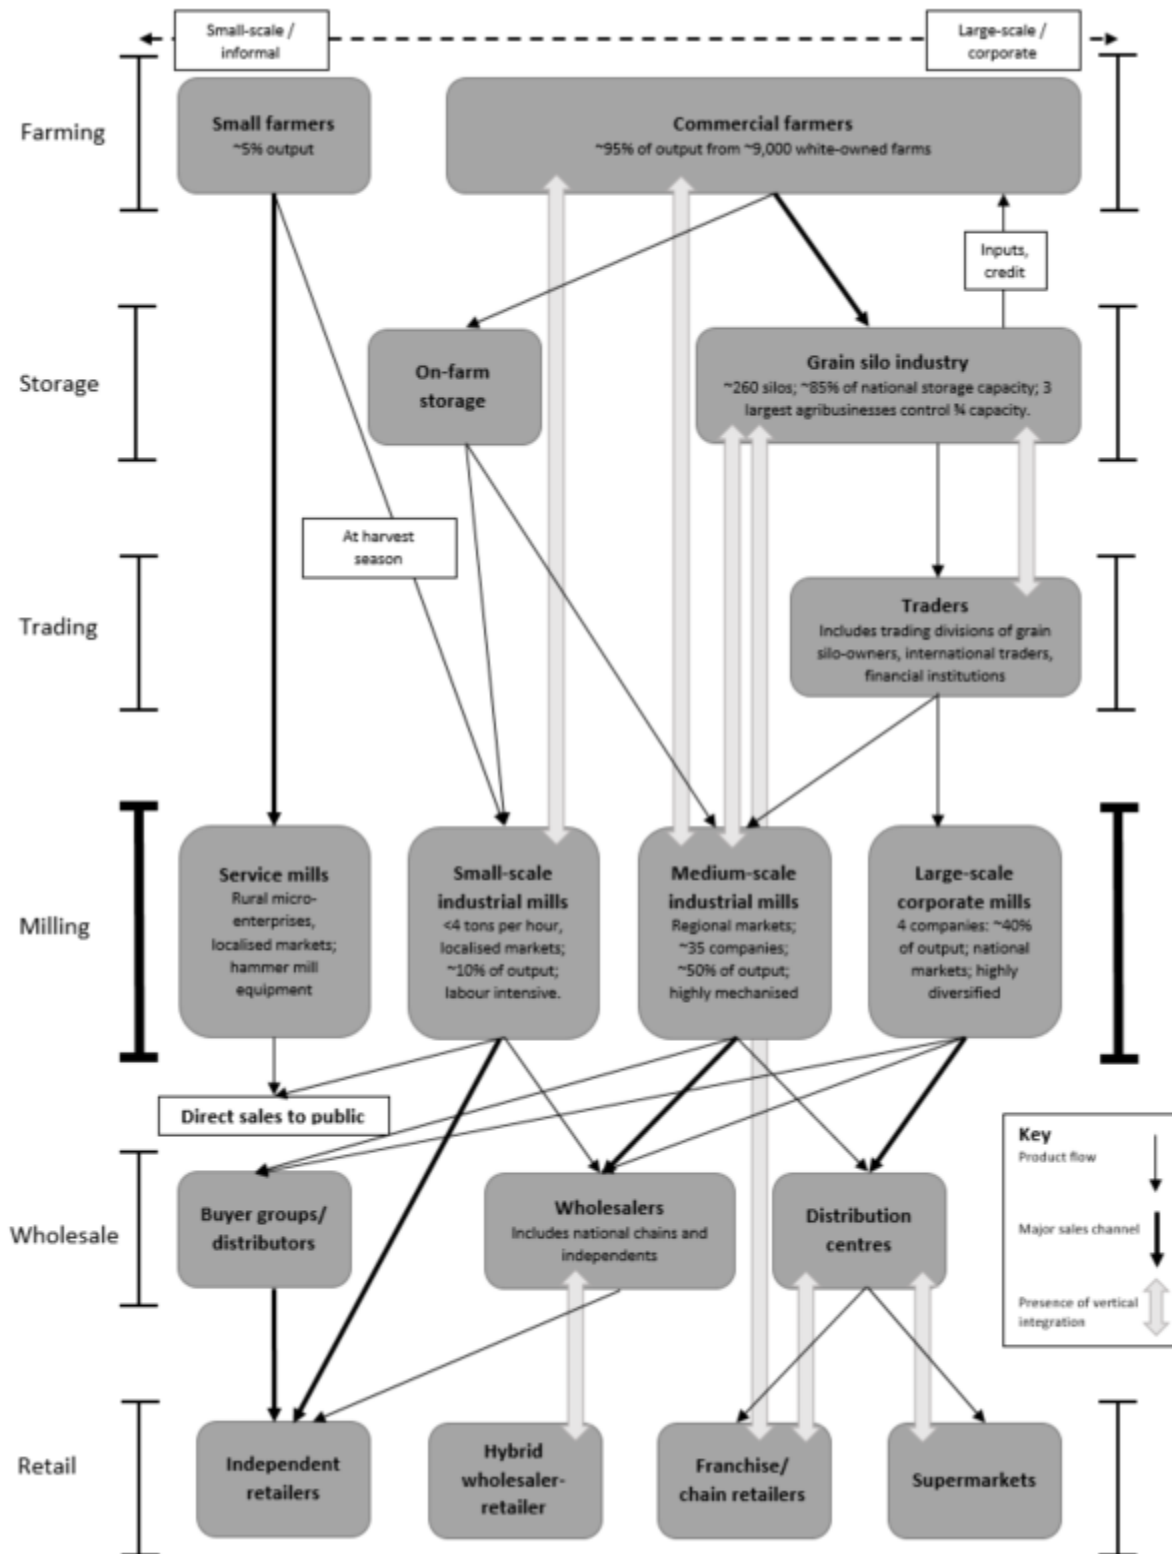 Small-scale /
informal
Large-scale /
corporate
Farming
Small farmers
~5% output
Commercial farmers
~95% of output from ~9,000 white-owned farms
Inputs,
credit
Storage
On-farm
storage
Grain silo industry
~260 silos; ~85% of national storage capacity; 3
largest agribusinesses control ¾ capacity.
At harvest
season
Trading
Traders
Includes trading divisions of grain
silo-owners, international traders,
financial institutions
Milling
Service mills
Rural micro-
enterprises,
localised markets;
hammer mill
equipment
Small-scale
industrial mills
<4 tons per hour,
localised markets;
~10% of output;
labour intensive.
Medium-scale
industrial mills
Regional markets;
~35 companies;
~50% of output;
highly mechanised
Large-scale
corporate mills
4 companies: ~40%
of output; national
markets; highly
diversified
Direct sales to public
Key
Product flow
Major sales channel
Presence of vertical
integration
Wholesale
Buyer groups/
distributors
Wholesalers
Includes national chains and
independents
Distribution
centres
Retail
Independent
retailers
Hybrid
wholesaler-
retailer
Franchise/
chain retailers
Supermarkets